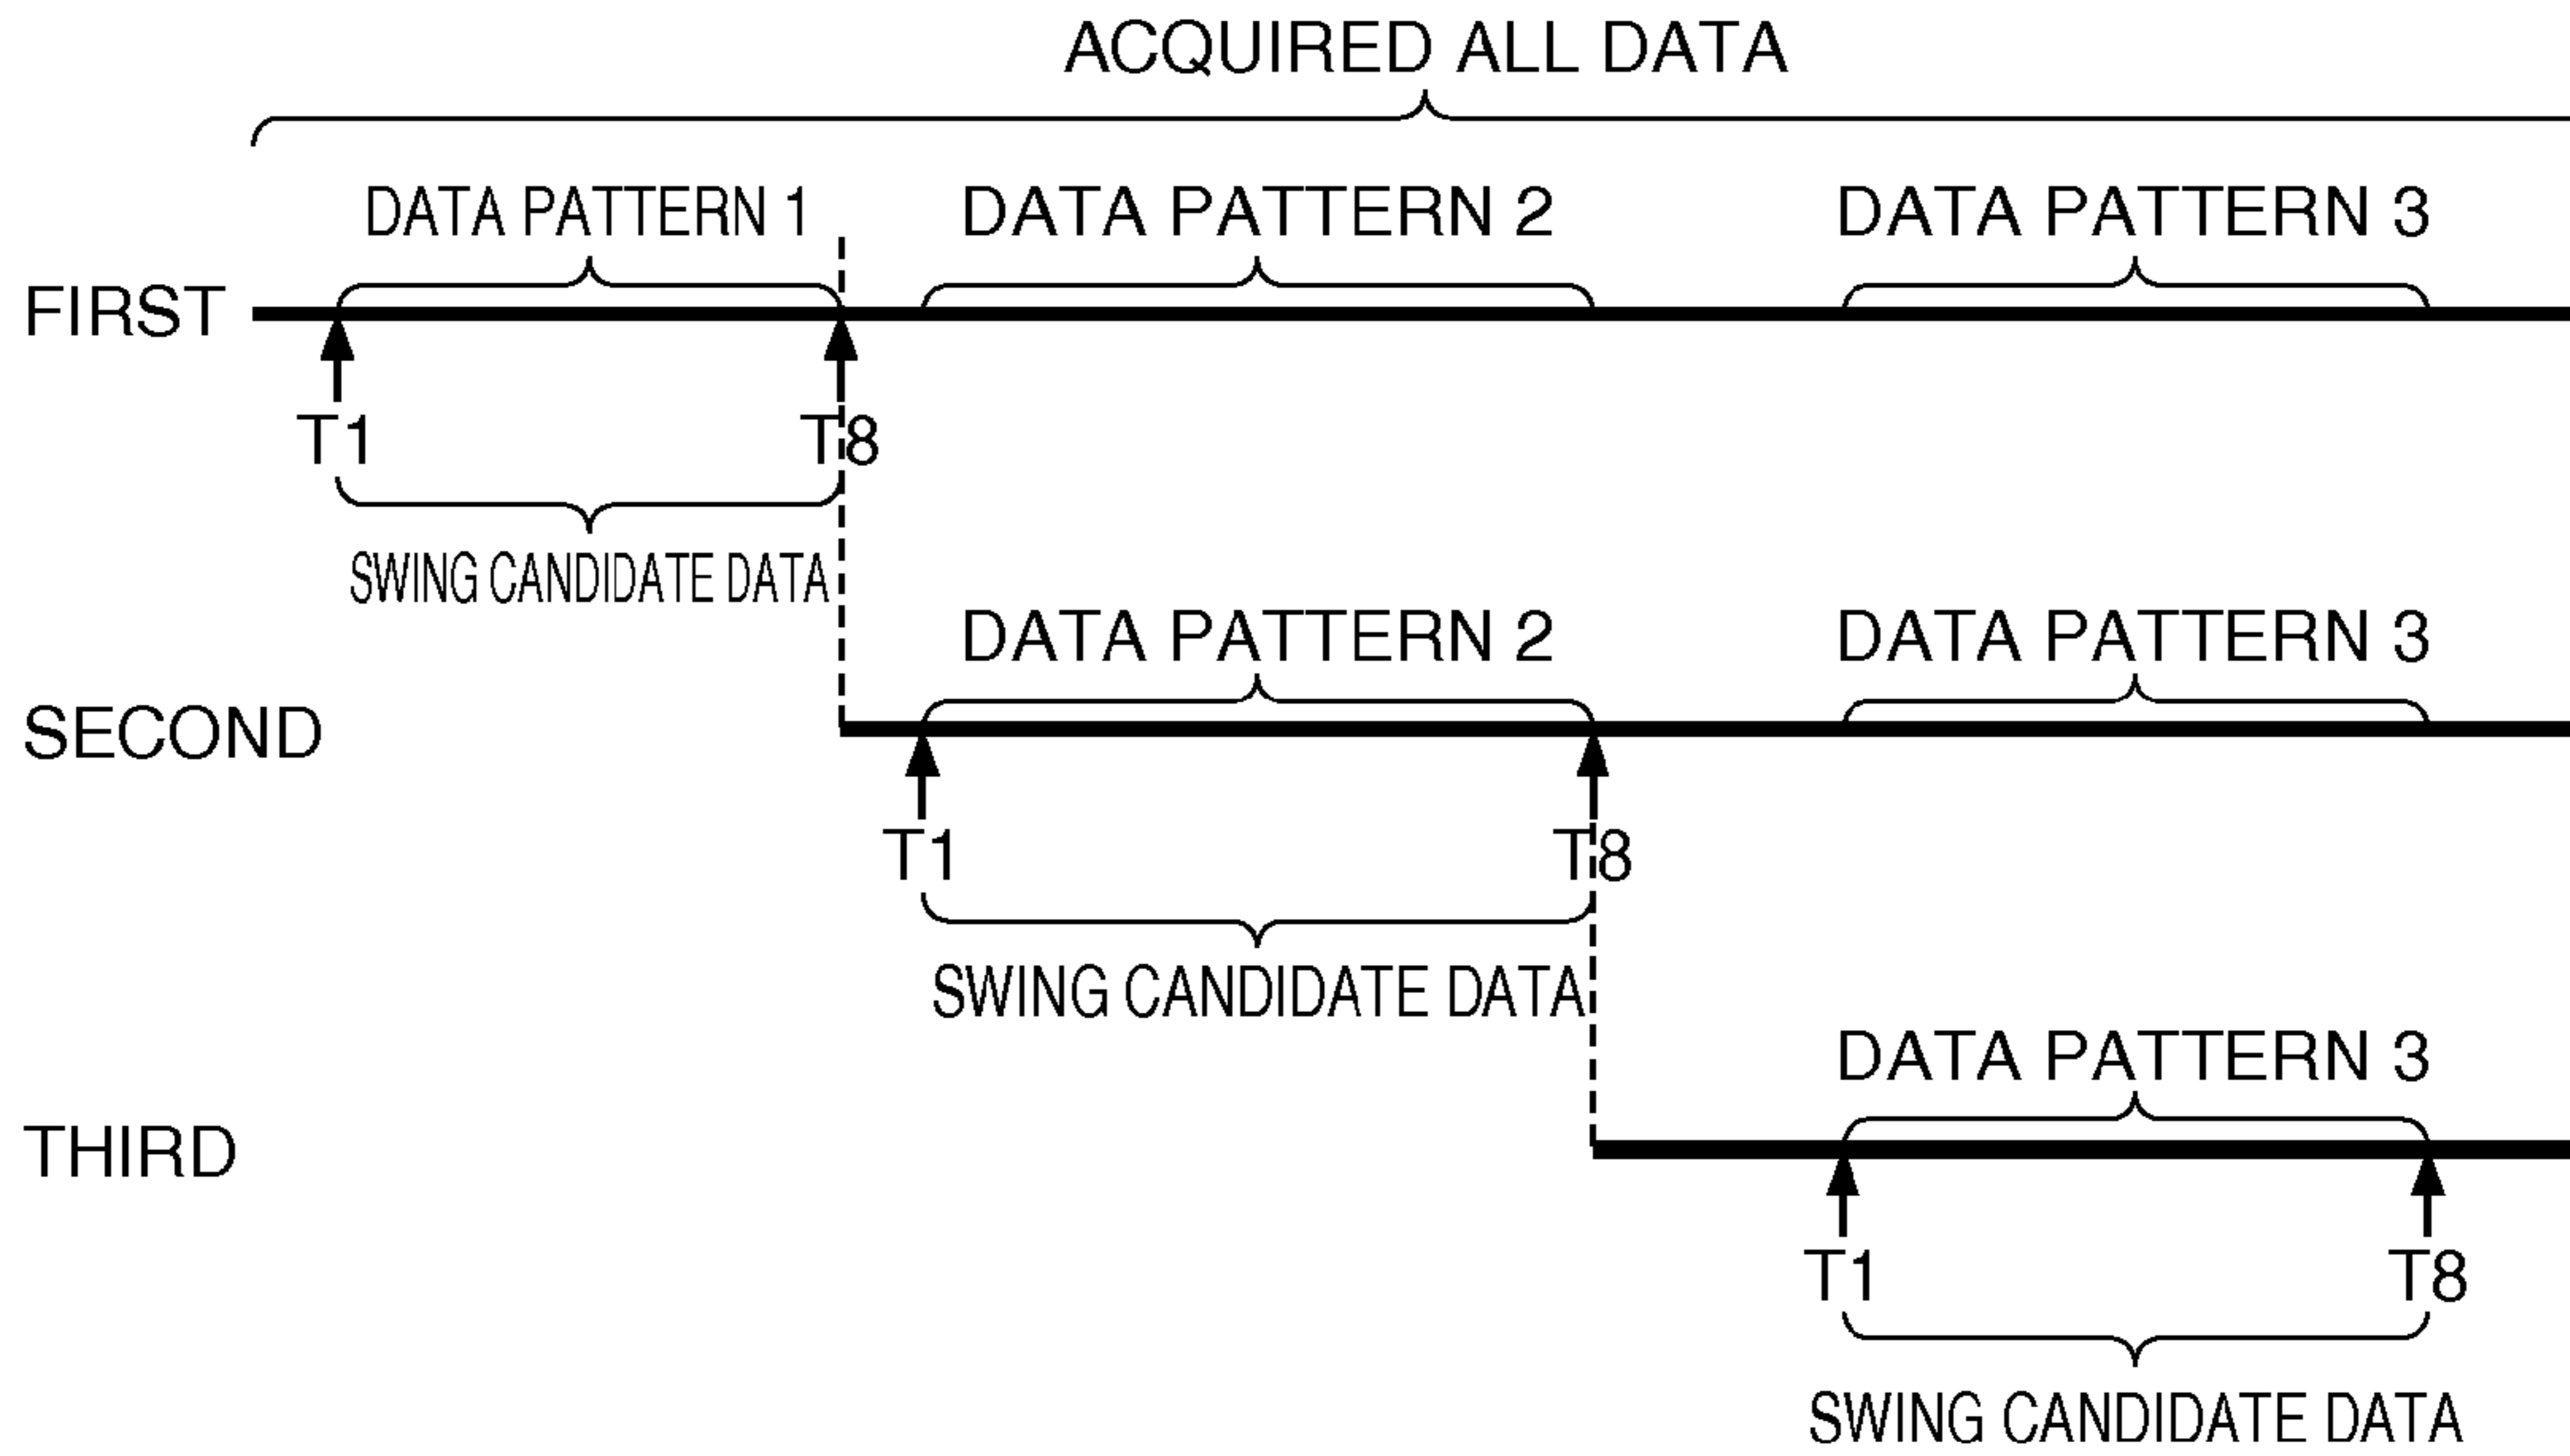 ACQUIRED ALL DATA
DATA PATTERN 1 DATA PATTERN 2 DATA PATTERN 3
FIRST
T1 T8
SWING CANDIDATE DATA
DATA PATTERN 2 DATA PATTERN 3
SECOND
T1 T8
SWING CANDIDATE DATA
DATA PATTERN 3
THIRD
T1 T8
SWING CANDIDATE DATA